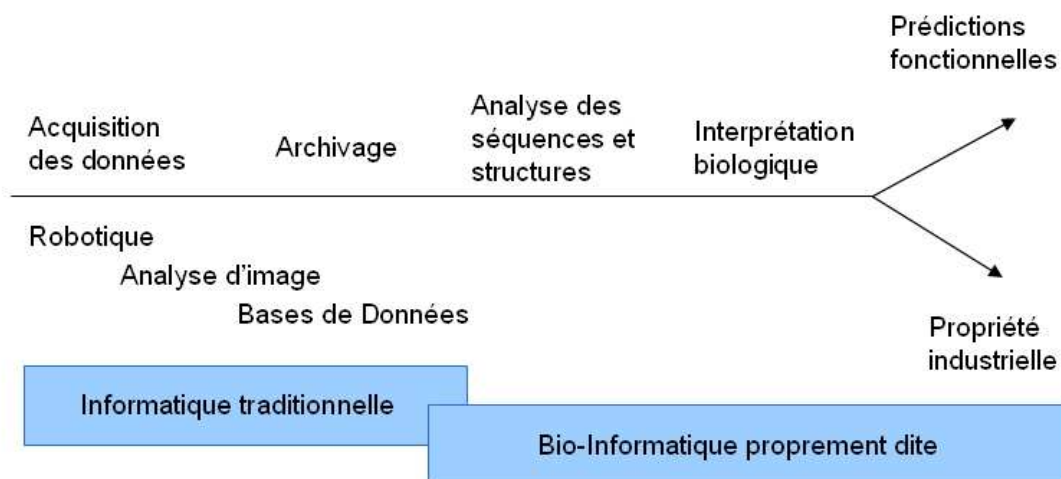 Prédictions
fonctionnelles
Acquisition
des données
Archivage
Analyse des
séquences et
structures
Interprétation
biologique
Robotique
Analyse d'image
Bases de Données
Propriété
industrielle
Informatique traditionnelle
Bio-Informatique proprement dite